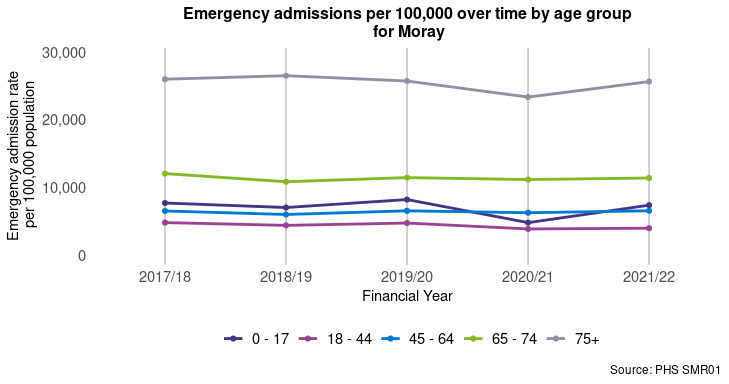 Emergency admissions per 100,000 over time by age group
for Moray
Emergency admission rate
per 100,000 population
30,000
20,000
10,000
0
2017/18 2018/19 2019/20 2020/21 2021/22
Financial Year
0 - 17 18 - 44 45 - 64 65 - 74 75+
Source: PHS SMR01